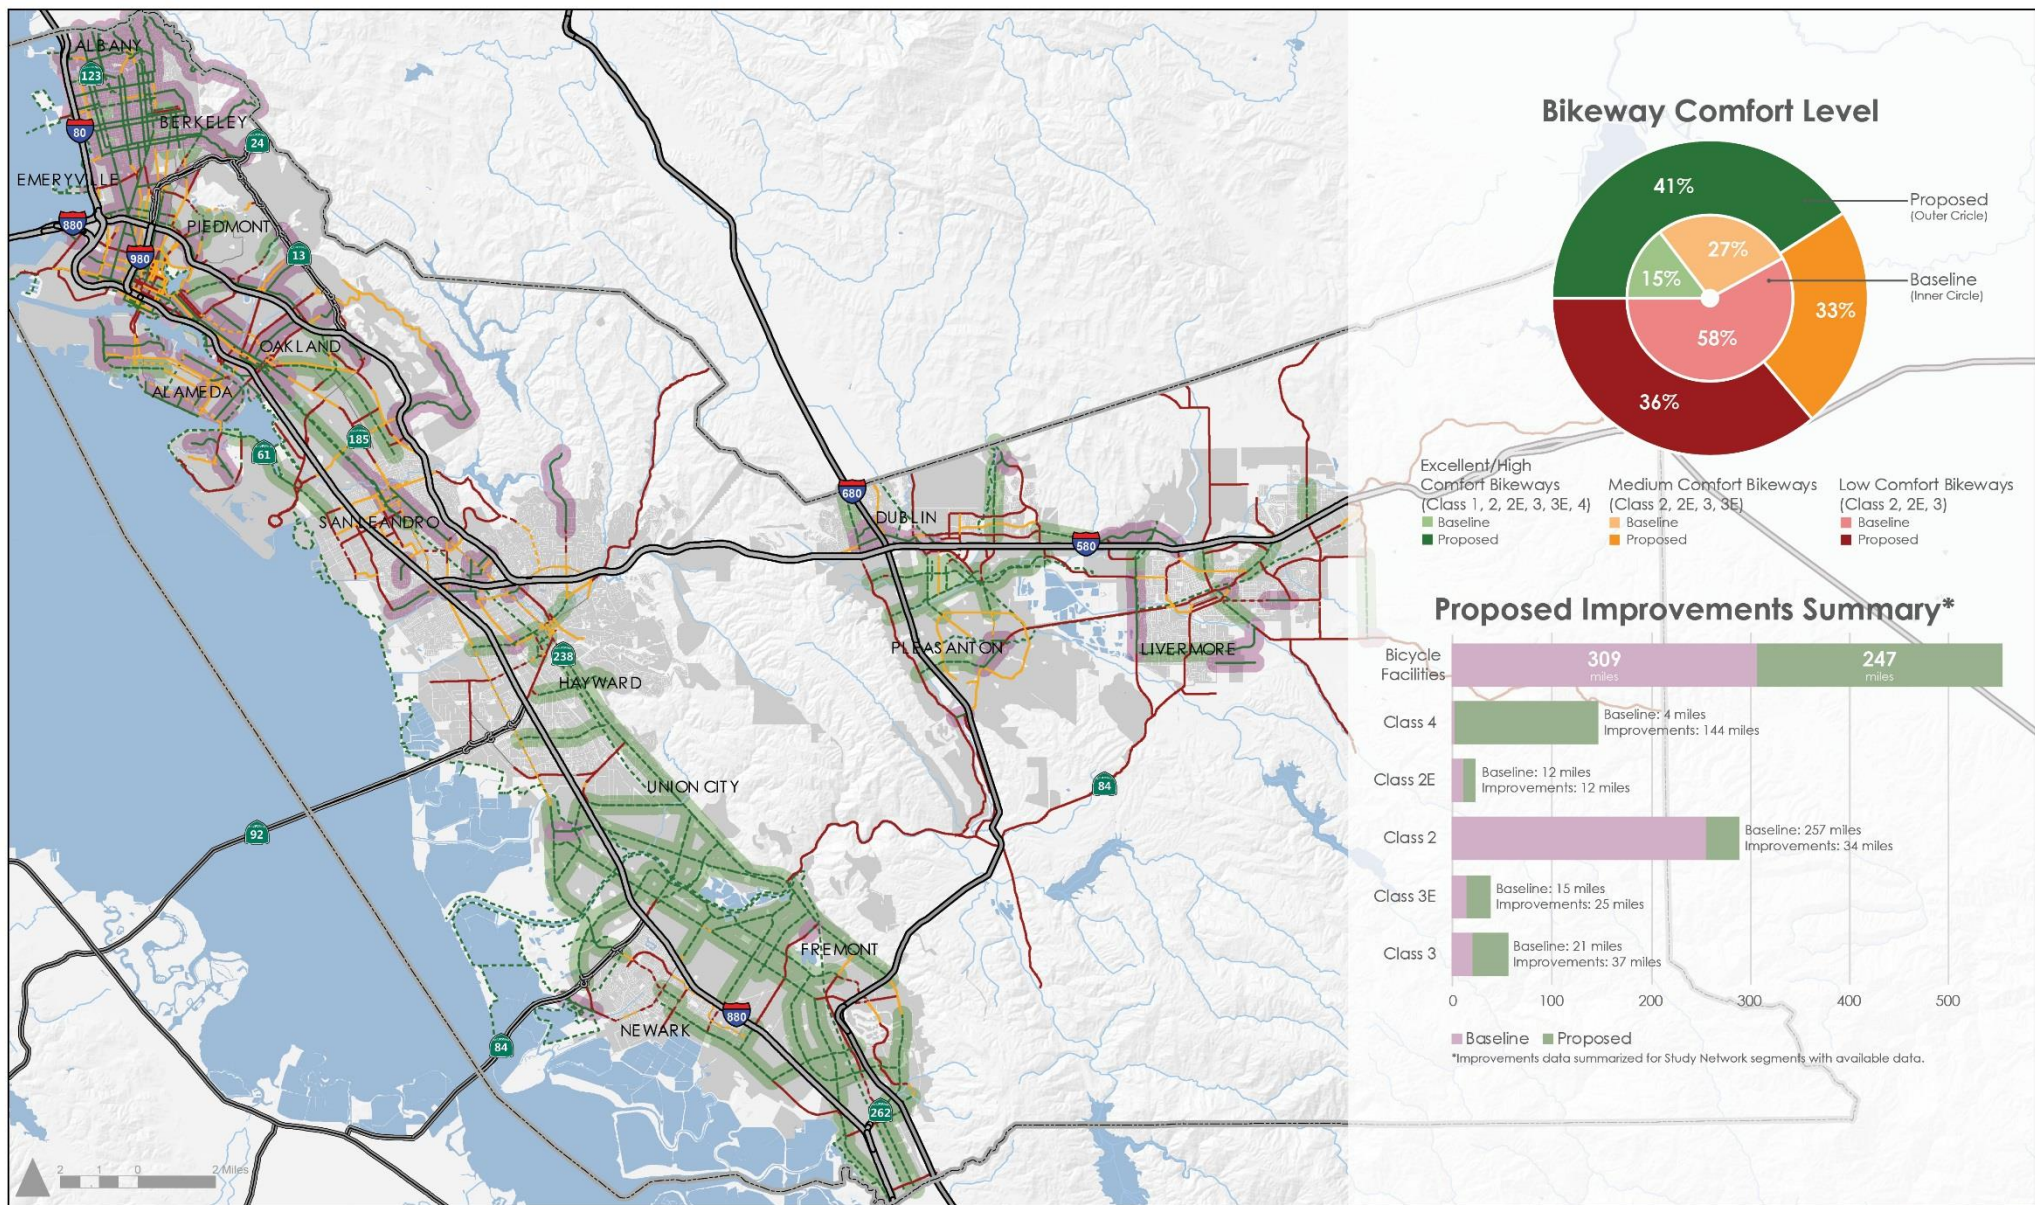 ALBANY
123
80
BERKELEY
24
EMERYVILLE
880
PIEDMONT
980
13
OAKLAND
ALAMEDA
185
61
SAN LEANDRO
680
DUBLIN
580
238
HAYWARD
PLEASANTON
LIVERMORE
UNION CITY
84
92
FREMONT
NEWARK
880
84
262
2 1 0 2 Miles
Bikeway Comfort Level
41%
Proposed
(Outer Cricle)
27%
15%
Baseline
(Inner Circle)
33%
58%
36%
Excellent/High
Comfort Bikeways
(Class 1, 2, 2E, 3, 3E, 4)
Baseline
Proposed
Medium Comfort Bikeways
(Class 2, 2E, 3, 3E)
Baseline
Proposed
Low Comfort Bikeways
(Class 2, 2E, 3)
Baseline
Proposed
Proposed Improvements Summary*
Bicycle
Facilities
309
miles
247
miles
Class 4
Baseline: 4 miles
Improvements: 144 miles
Class 2E
Baseline: 12 miles
Improvements: 12 miles
Class 2
Baseline: 257 miles
Improvements: 34 miles
Class 3E
Baseline: 15 miles
Improvements: 25 miles
Class 3
Baseline: 21 miles
Improvements: 37 miles
0 100 200 300 400 500
Baseline Proposed
*Improvements data summarized for Study Network segments with available data.